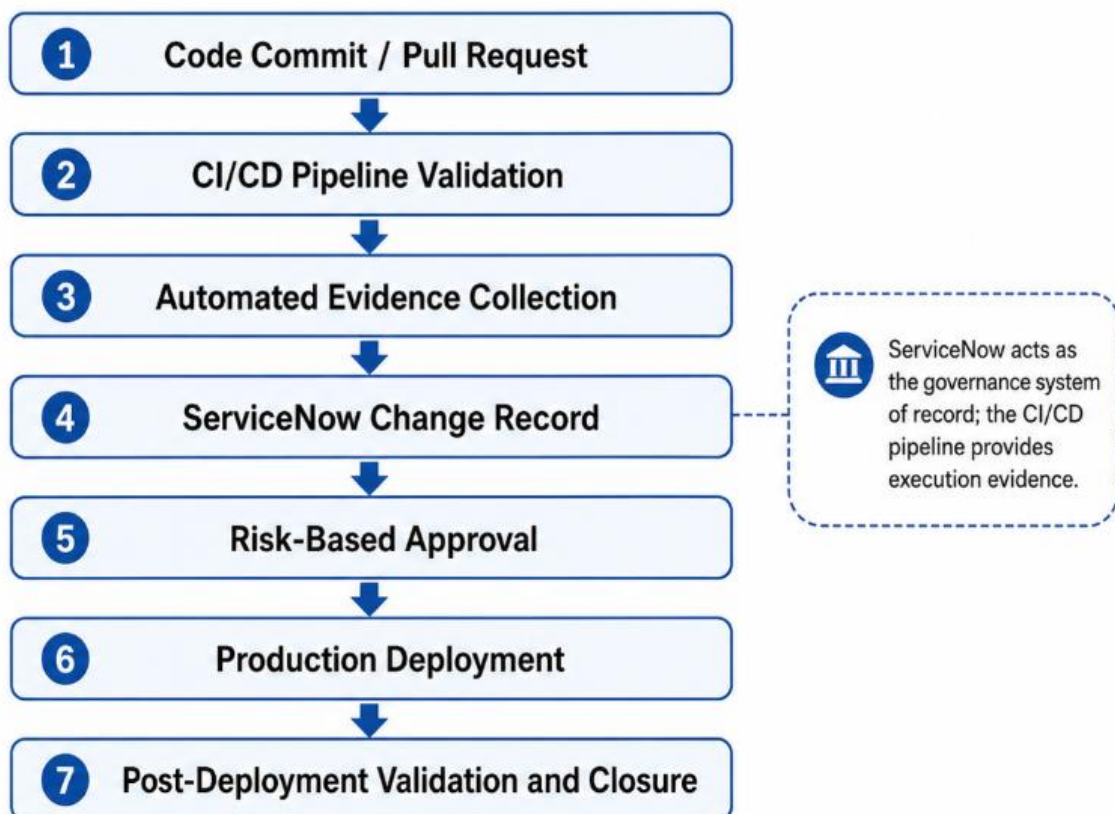 1 Code Commit / Pull Request
2 CI/CD Pipeline Validation
3 Automated Evidence Collection
4 ServiceNow Change Record
ServiceNow acts as
the governance system
of record; the CI/CD
pipeline provides
execution evidence.
5 Risk-Based Approval
6 Production Deployment
7 Post-Deployment Validation and Closure